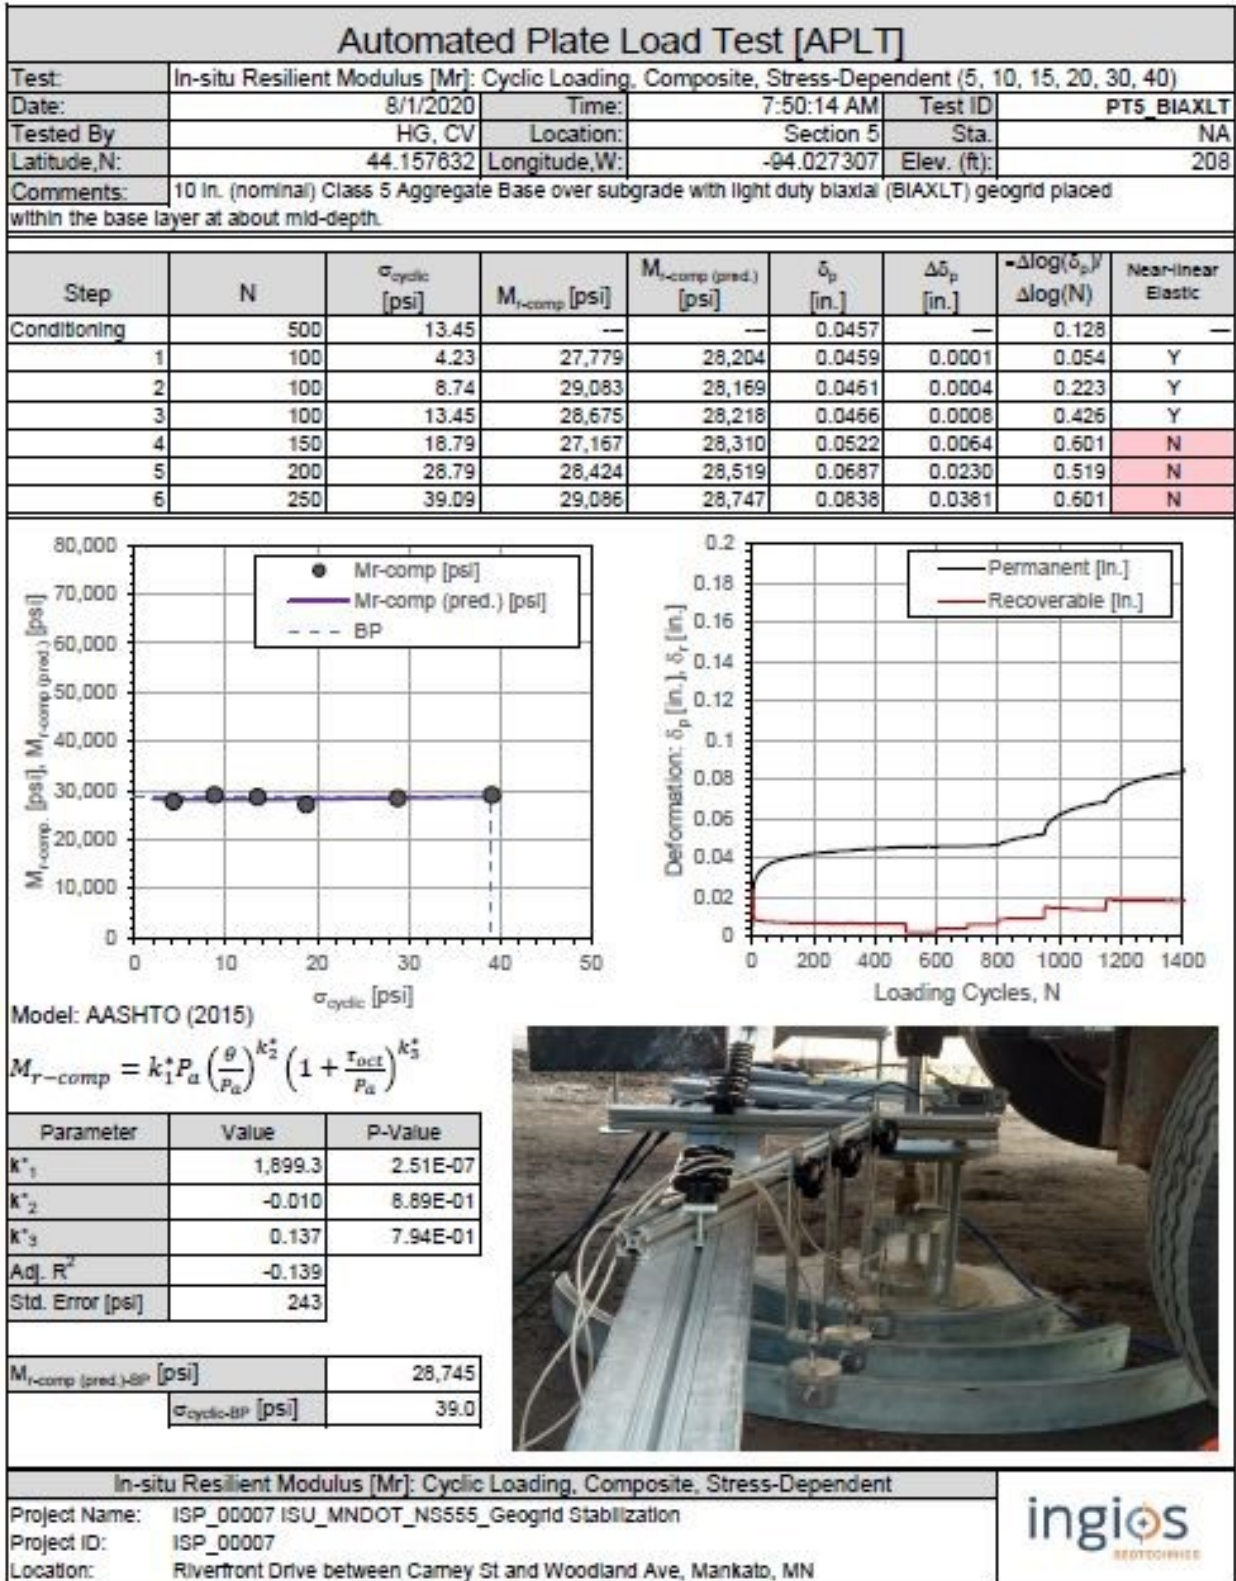 Automated Plate Load Test [APLT]
Test: In-situ Resilient Modulus [Mr]: Cyclic Loading, Composite, Stress-Dependent (5, 10, 15, 20, 30, 40)
Date: 8/1/2020 Time: 7:50:14 AM Test ID PT5_BIAXLT
Tested By HG, CV Location: Section 5 Sta. NA
Latitude,N: 44.157632 Longitude,W: -94.027307 Elev. (ft): 208
Comments: 10 in. (nominal) Class 5 Aggregate Base over subgrade with light duty biaxial (BIAXLT) geogrid placed
within the base layer at about mid-depth.
Step N σcyclic [psi] Mr-comp [psi] Mr-comp (pred.) [psi] δp [in.] Δδp [in.] -Δlog(δp)/Δlog(N) Near-linear Elastic
Conditioning 500 13.45 --- --- 0.0457 — 0.128 —
1 100 4.23 27,779 28,204 0.0459 0.0001 0.054 Y
2 100 8.74 29,083 28,169 0.0461 0.0004 0.223 Y
3 100 13.45 28,675 28,218 0.0466 0.0008 0.426 Y
4 150 18.79 27,167 28,310 0.0522 0.0064 0.601 N
5 200 28.79 28,424 28,519 0.0687 0.0230 0.519 N
6 250 39.09 29,086 28,747 0.0838 0.0381 0.601 N
Mr-comp. [psi], Mr-comp (pred.) [psi]
80,000
70,000
60,000
50,000
40,000
30,000
20,000
10,000
0
Mr-comp [psi]
Mr-comp (pred.) [psi]
BP
0 10 20 30 40 50
σcyclic [psi]
Deformation: δp [in.], δr [in.]
0.2
0.18
0.16
0.14
0.12
0.1
0.08
0.06
0.04
0.02
0
Permanent [in.]
Recoverable [in.]
0 200 400 600 800 1000 1200 1400
Loading Cycles, N
Model: AASHTO (2015)
Mr−comp = k*1 Pa (θ/Pa)^k*2 (1 + τoct/Pa)^k*3
Parameter Value P-Value
k*1 1,899.3 2.51E-07
k*2 -0.010 8.89E-01
k*3 0.137 7.94E-01
Adj. R2 -0.139
Std. Error [psi] 243
Mr-comp (pred.)-BP [psi] 28,745
σcyclic-BP [psi] 39.0
In-situ Resilient Modulus [Mr]: Cyclic Loading, Composite, Stress-Dependent
Project Name: ISP_00007 ISU_MNDOT_NS555_Geogrid Stabilization
Project ID: ISP_00007
Location: Riverfront Drive between Carney St and Woodland Ave, Mankato, MN
ingios
GEOTECHNICS